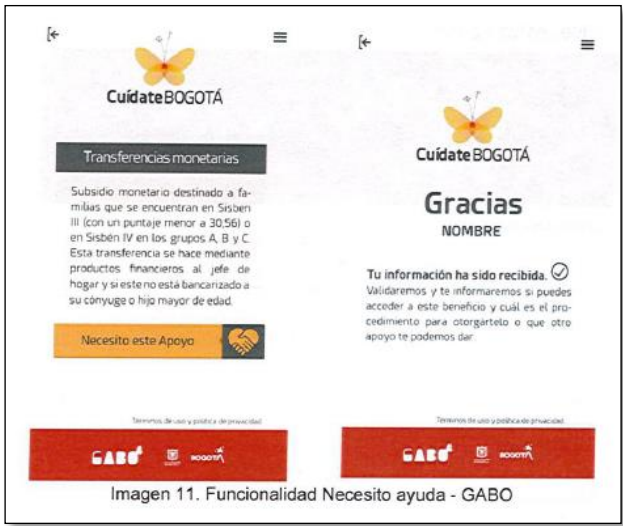 CuídateBOGOTÁ
Transferencias monetarias
Subsidio monetario destinado a fa-
milias que se encuentran en Sisben
III (con un puntaje menor a 30,56) o
en Sisbén IV en los grupos A, B y C.
Esta transferencia se hace mediante
productos financieros al jefe de
hogar y si este no está bancarizado a
su cónyuge o hijo mayor de edad.
Necesito este Apoyo
Términos de uso y política de privacidad
GABO
BOGOTÁ
CuídateBOGOTÁ
Gracias
NOMBRE
Tu información ha sido recibida.
Validaremos y te informaremos si puedes
acceder a este beneficio y cuál es el pro-
cedimiento para otorgártelo o que otro
apoyo te podemos dar.
Términos de uso y política de privacidad
GABO
BOGOTÁ
Imagen 11. Funcionalidad Necesito ayuda - GABO